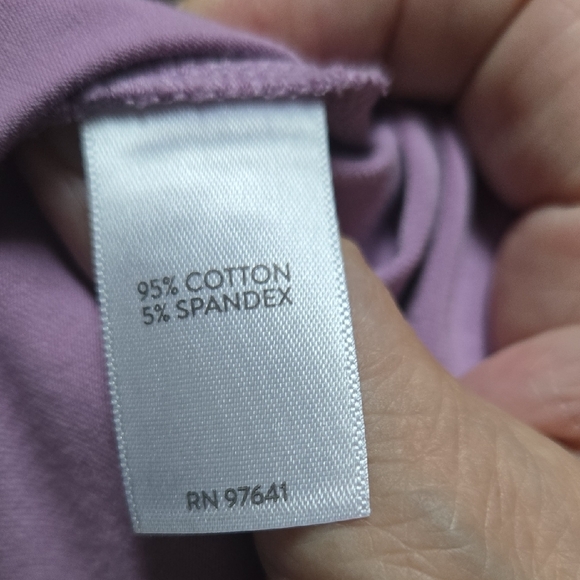 95% COTTON
5% SPANDEX
RN 97641